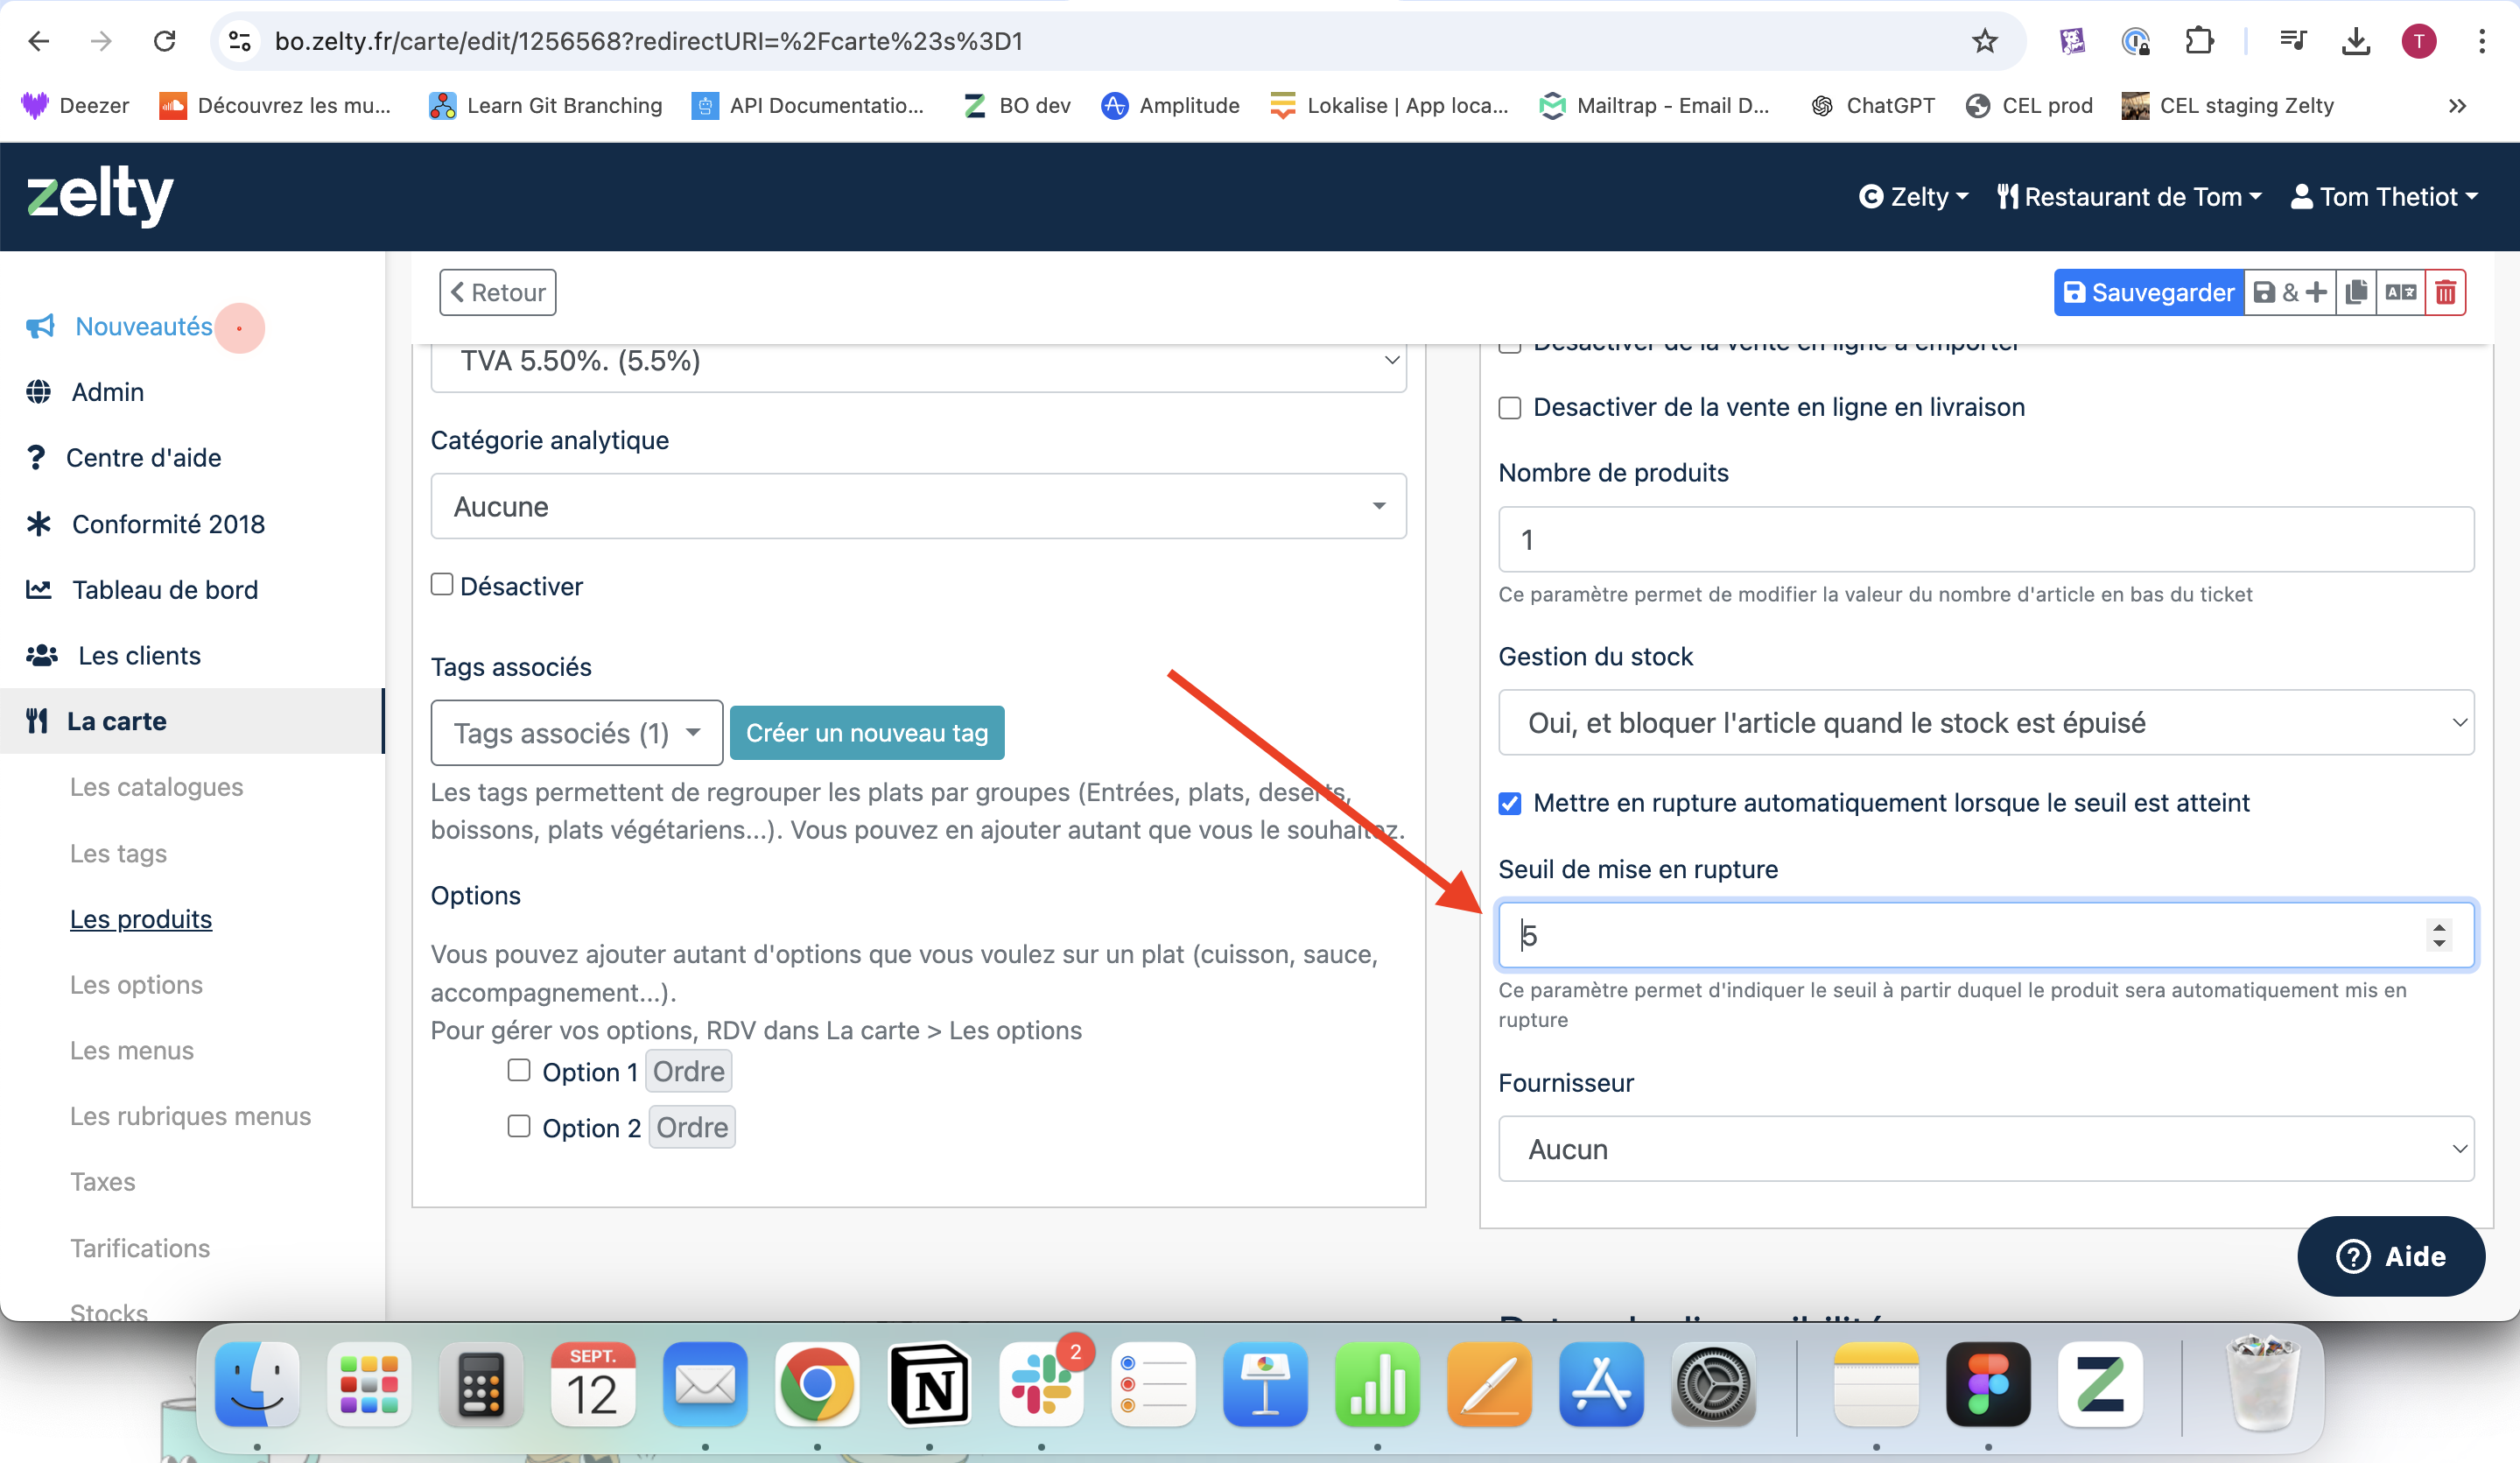 bo.zelty.fr/carte/edit/1256568?redirectURI=%2Fcarte%23s%3D1
T
Deezer
Découvrez les mu...
Learn Git Branching
API Documentatio...
BO dev
Amplitude
Lokalise | App loca...
Mailtrap - Email D...
ChatGPT
CEL prod
CEL staging Zelty
zelty
Zelty
Restaurant de Tom
Tom Thetiot
Retour
Sauvegarder
&
Nouveautés
Admin
Centre d'aide
Conformité 2018
Tableau de bord
Les clients
La carte
Les catalogues
Les tags
Les produits
Les options
Les menus
Les rubriques menus
Taxes
Tarifications
Stocks
TVA 5.50%. (5.5%)
Catégorie analytique
Aucune
Désactiver
Tags associés
Tags associés (1)
Créer un nouveau tag
Les tags permettent de regrouper les plats par groupes (Entrées, plats, deserts,
boissons, plats végétariens...). Vous pouvez en ajouter autant que vous le souhaitez.
Options
Vous pouvez ajouter autant d'options que vous voulez sur un plat (cuisson, sauce,
accompagnement...).
Pour gérer vos options, RDV dans La carte > Les options
Option 1 Ordre
Option 2 Ordre
Desactiver de la vente en ligne à emporter
Desactiver de la vente en ligne en livraison
Nombre de produits
1
Ce paramètre permet de modifier la valeur du nombre d'article en bas du ticket
Gestion du stock
Oui, et bloquer l'article quand le stock est épuisé
Mettre en rupture automatiquement lorsque le seuil est atteint
Seuil de mise en rupture
5
Ce paramètre permet d'indiquer le seuil à partir duquel le produit sera automatiquement mis en
rupture
Fournisseur
Aucun
Aide
SEPT.
12
2